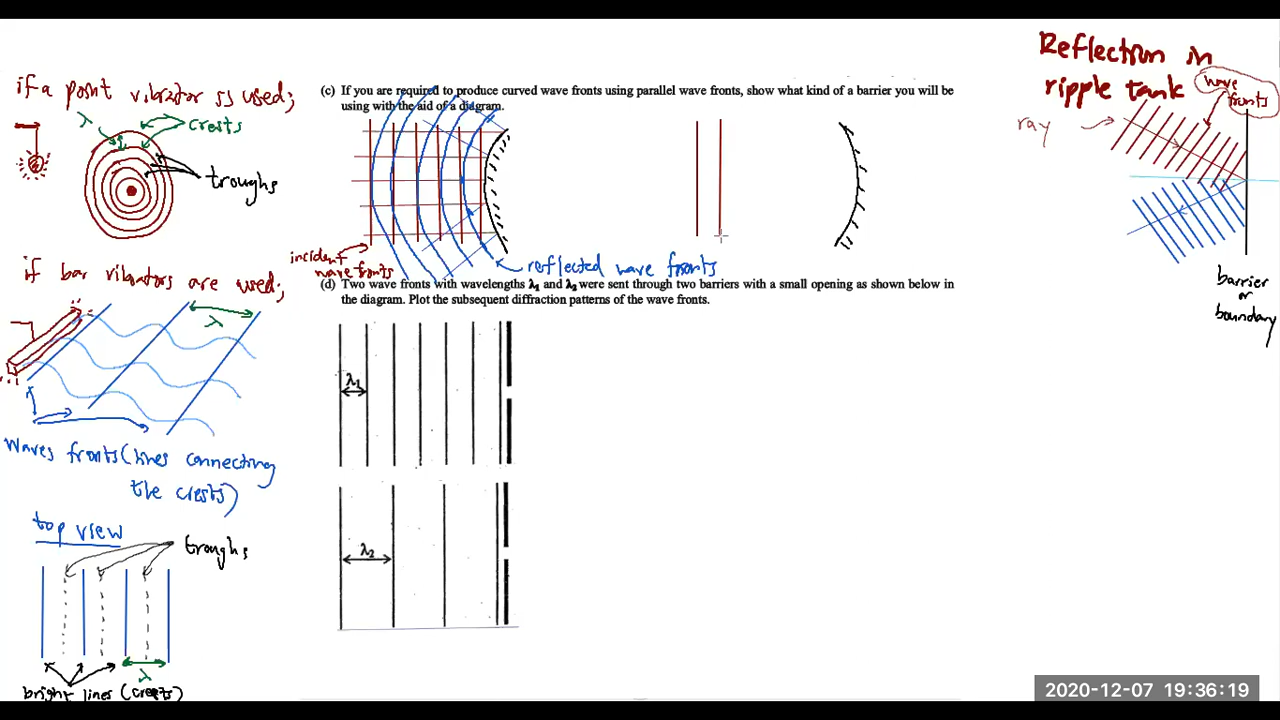 if a point vibrator is used;
λ
crests
troughs
if bar vibrators are used;
λ
Waves fronts (lines connecting
the crests)
top view
troughs
λ
bright lines (crests)
(c) If you are required to produce curved wave fronts using parallel wave fronts, show what kind of a barrier you will be
using with the aid of a diagram.
incident
wave fronts
reflected wave fronts
(d) Two wave fronts with wavelengths λ₁ and λ₂ were sent through two barriers with a small opening as shown below in
the diagram. Plot the subsequent diffraction patterns of the wave fronts.
λ₁
λ₂
Reflection in
ripple tank
wave
fronts
ray
barrier
or
boundary
2020-12-07 19:36:19